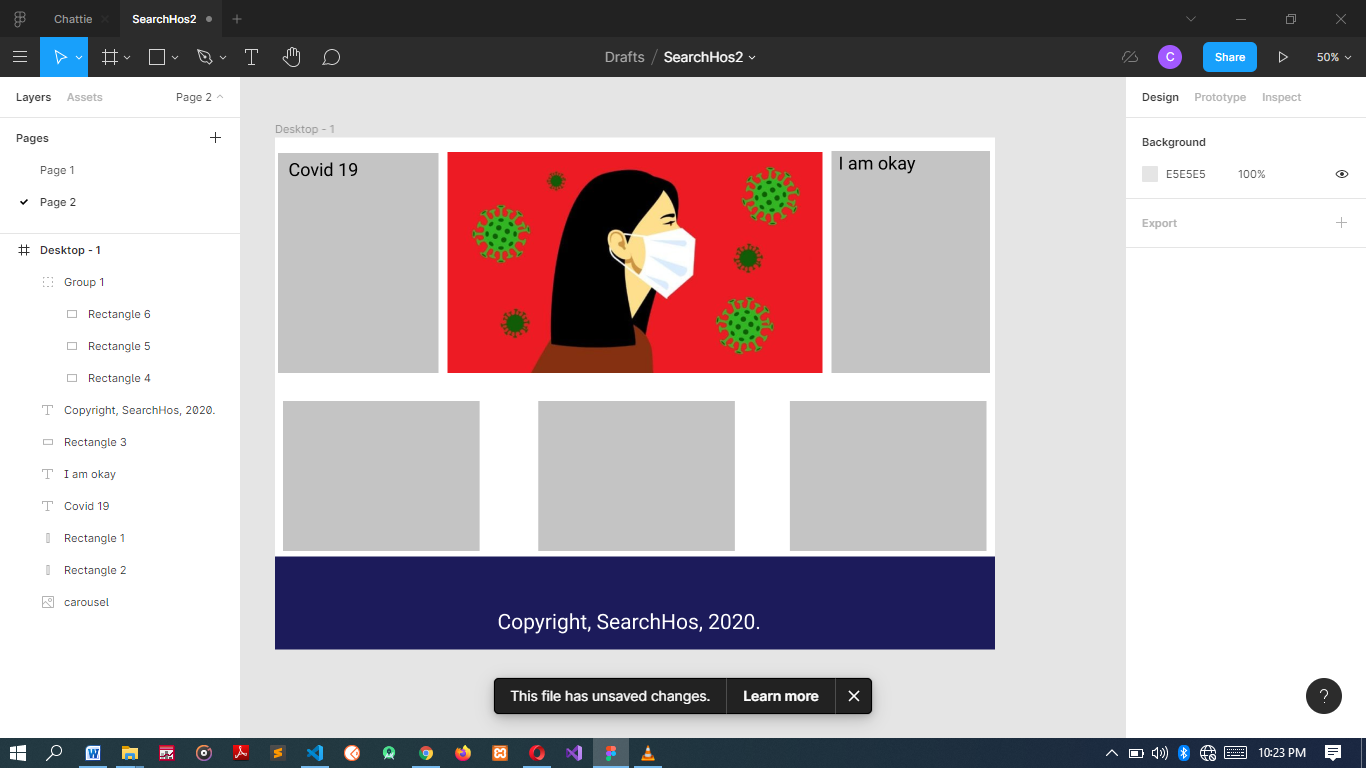 Chattie
SearchHos2
Drafts / SearchHos2
C
Share
50%
Layers Assets Page 2
Design Prototype Inspect
Pages
Page 1
Page 2
Desktop - 1
Group 1
Rectangle 6
Rectangle 5
Rectangle 4
Copyright, SearchHos, 2020.
Rectangle 3
I am okay
Covid 19
Rectangle 1
Rectangle 2
carousel
Desktop - 1
Covid 19
I am okay
Copyright, SearchHos, 2020.
Background
E5E5E5 100%
Export
This file has unsaved changes. Learn more
?
10:23 PM